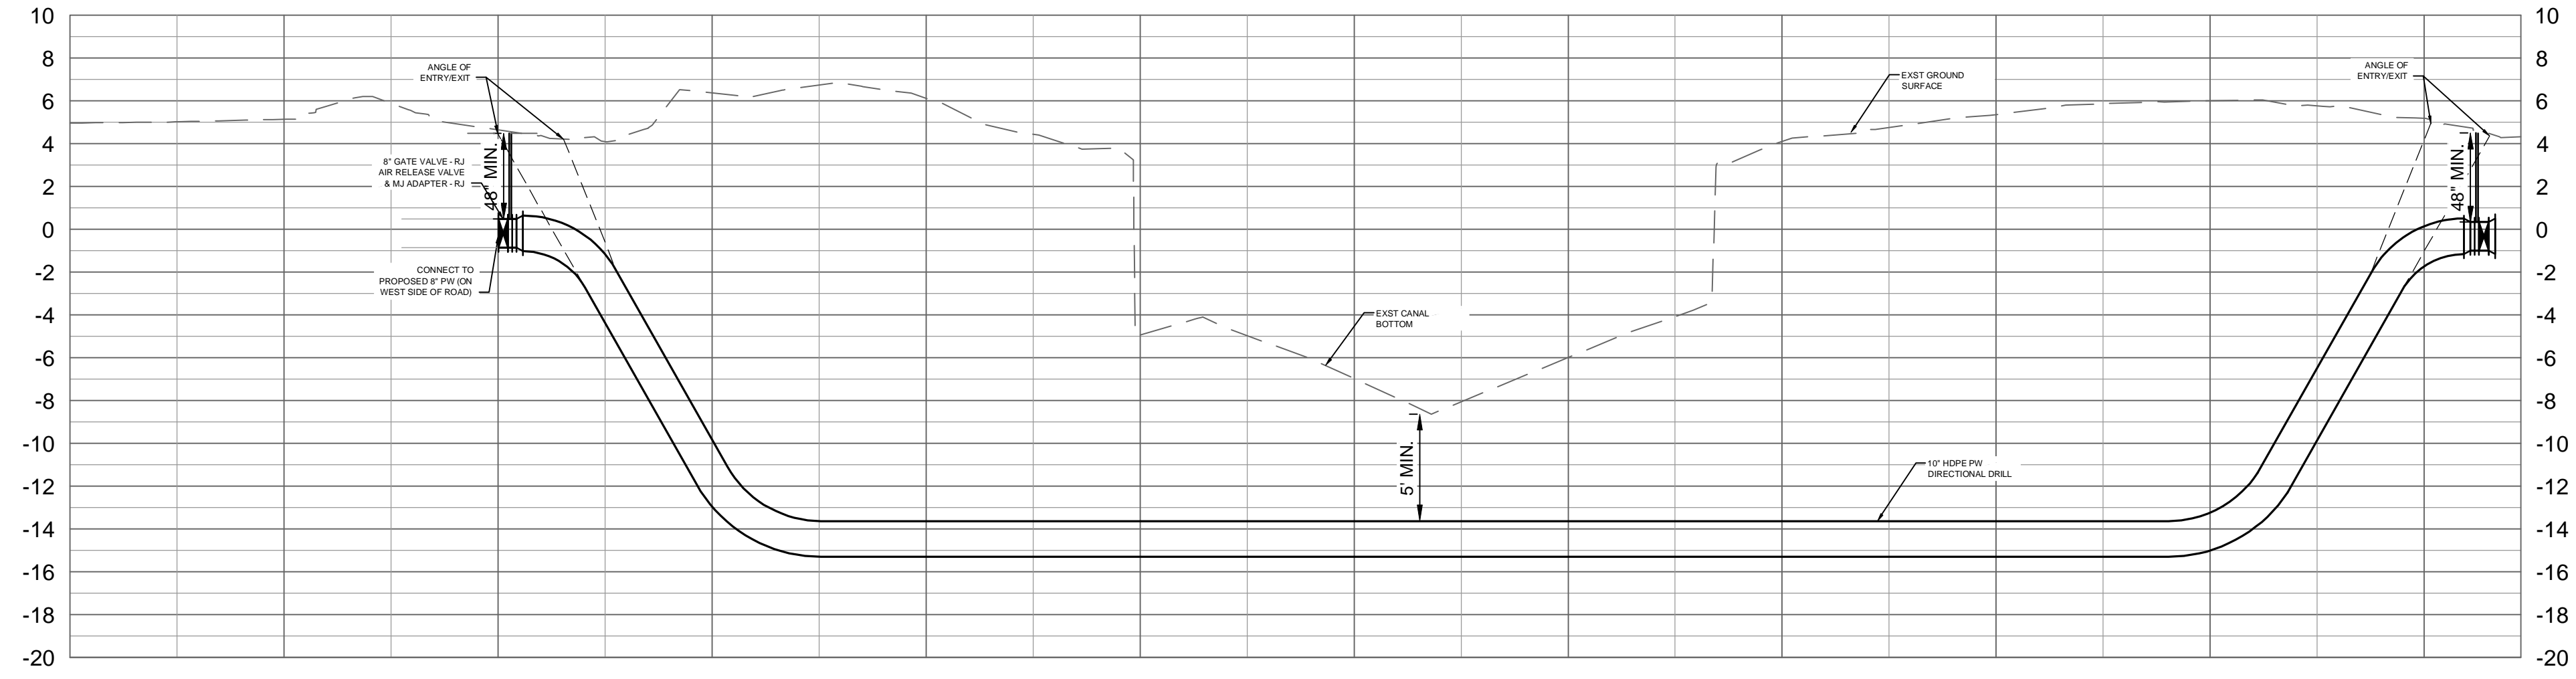 10
8
6
4
2
0
-2
-4
-6
-8
-10
-12
-14
-16
-18
-20
ANGLE OF
ENTRY/EXIT
48" MIN.
8" GATE VALVE - RJ
AIR RELEASE VALVE
& MJ ADAPTER - RJ
CONNECT TO
PROPOSED 8" PW (ON
WEST SIDE OF ROAD)
EXST CANAL
BOTTOM
5' MIN.
EXST GROUND
SURFACE
10" HDPE PW
DIRECTIONAL DRILL
ANGLE OF
ENTRY/EXIT
48" MIN.
10
8
6
4
2
0
-2
-4
-6
-8
-10
-12
-14
-16
-18
-20